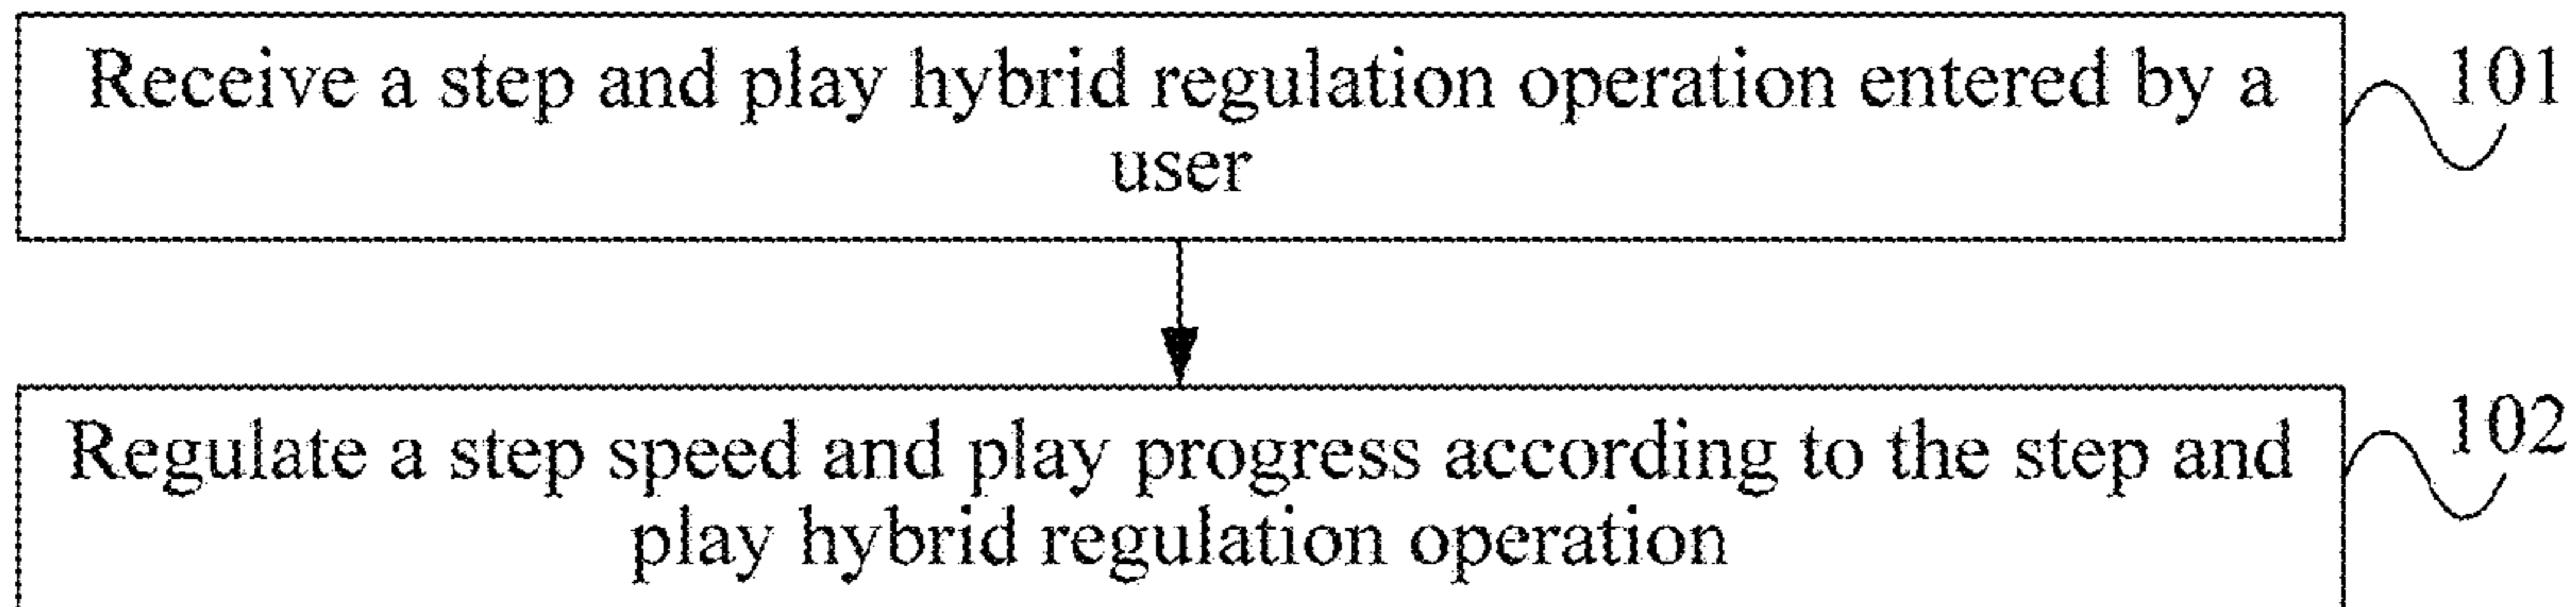 Receive a step and play hybrid regulation operation entered by a
user
101
Regulate a step speed and play progress according to the step and
play hybrid regulation operation
102